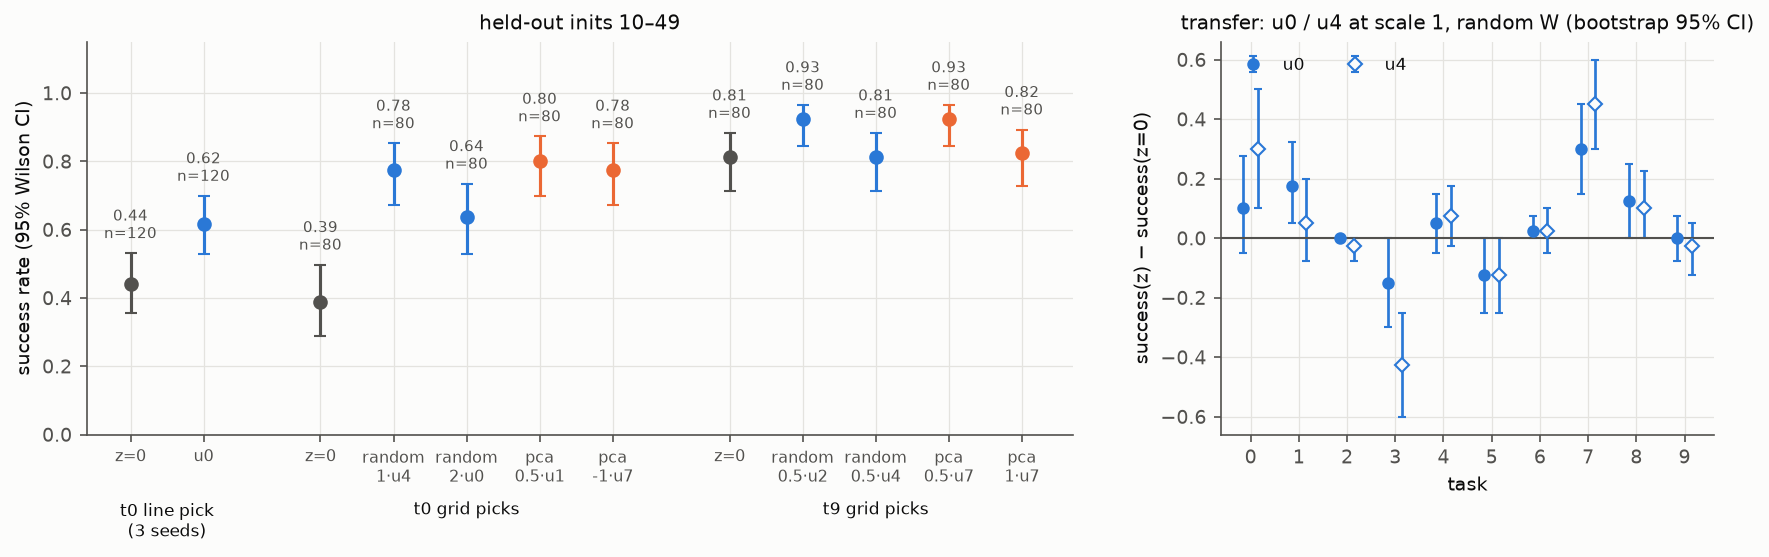 held-out inits 10–49
success rate (95% Wilson CI)
1.0
0.8
0.6
0.4
0.2
0.0
0.44
n=120
0.62
n=120
0.39
n=80
0.78
n=80
0.64
n=80
0.80
n=80
0.78
n=80
0.81
n=80
0.93
n=80
0.81
n=80
0.93
n=80
0.82
n=80
z=0
u0
z=0
random
1·u4
random
2·u0
pca
0.5·u1
pca
-1·u7
z=0
random
0.5·u2
random
0.5·u4
pca
0.5·u7
pca
1·u7
t0 line pick
(3 seeds)
t0 grid picks
t9 grid picks
transfer: u0 / u4 at scale 1, random W (bootstrap 95% CI)
success(z) − success(z=0)
u0
u4
0.6
0.4
0.2
0.0
−0.2
−0.4
−0.6
0 1 2 3 4 5 6 7 8 9
task